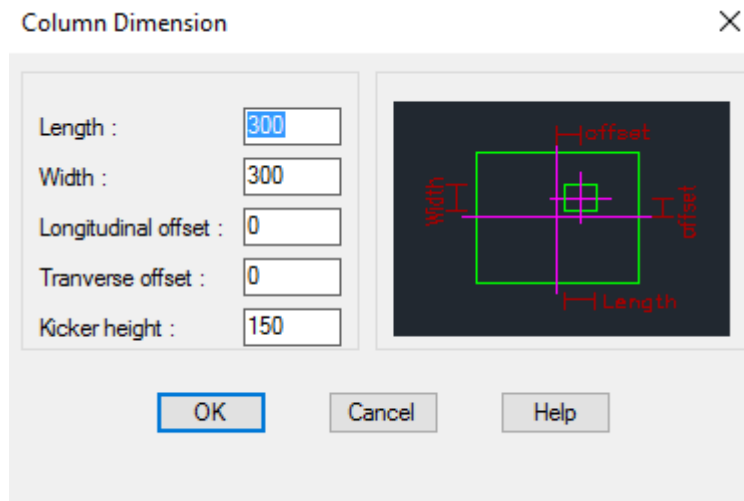 Column Dimension
Length : 300
Width : 300
Longitudinal offset : 0
Tranverse offset : 0
Kicker height : 150
offset
Width
offset
Length
OK Cancel Help